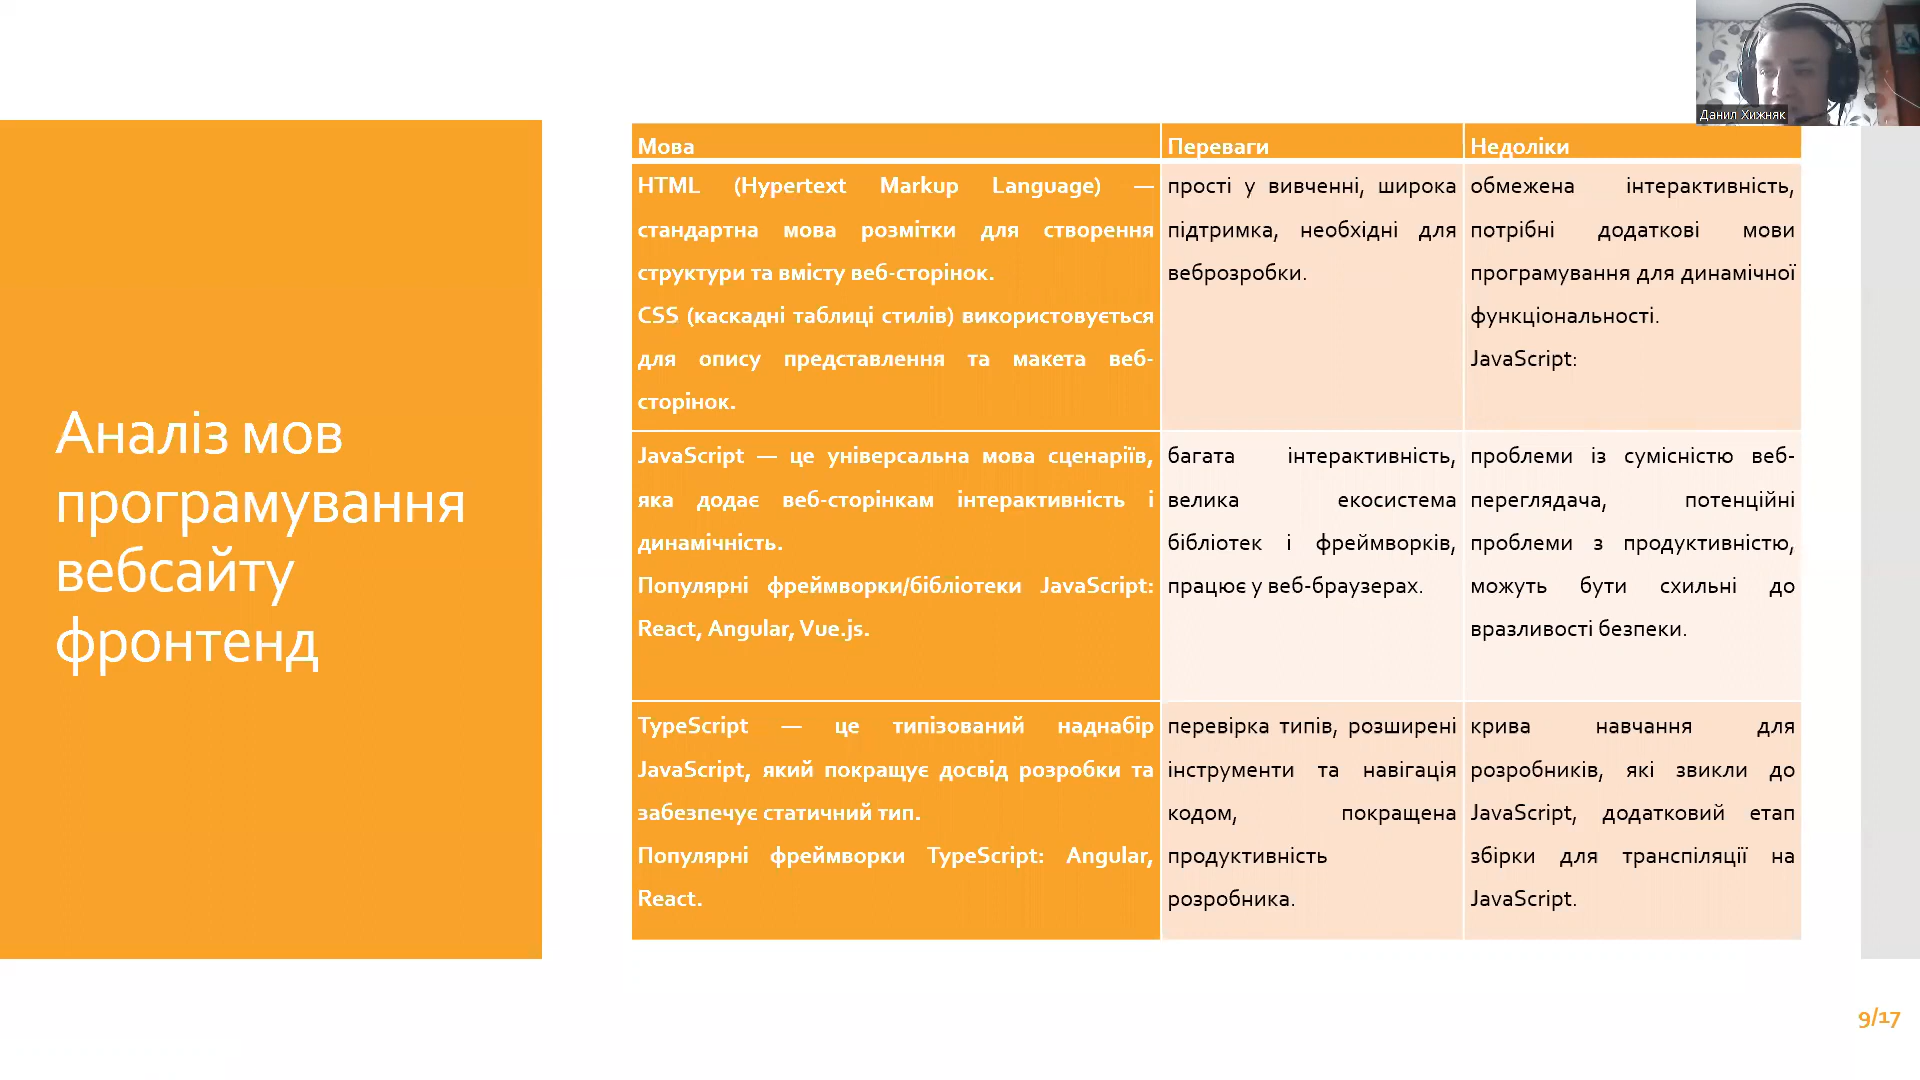 Данил Хижняк
Аналіз мов
програмування
вебсайту
фронтенд
Мова
Переваги
Недоліки
HTML (Hypertext Markup Language) —
стандартна мова розмітки для створення
структури та вмісту веб-сторінок.
CSS (каскадні таблиці стилів) використовується
для опису представлення та макета веб-
сторінок.
прості у вивченні, широка
підтримка, необхідні для
веброзробки.
обмежена інтерактивність,
потрібні додаткові мови
програмування для динамічної
функціональності.
JavaScript:
JavaScript — це універсальна мова сценаріїв,
яка додає веб-сторінкам інтерактивність і
динамічність.
Популярні фреймворки/бібліотеки JavaScript:
React, Angular, Vue.js.
багата інтерактивність,
велика екосистема
бібліотек і фреймворків,
працює у веб-браузерах.
проблеми із сумісністю веб-
переглядача, потенційні
проблеми з продуктивністю,
можуть бути схильні до
вразливості безпеки.
TypeScript — це типізований наднабір
JavaScript, який покращує досвід розробки та
забезпечує статичний тип.
Популярні фреймворки TypeScript: Angular,
React.
перевірка типів, розширені
інструменти та навігація
кодом, покращена
продуктивність
розробника.
крива навчання для
розробників, які звикли до
JavaScript, додатковий етап
збірки для транспіляції на
JavaScript.
9/17